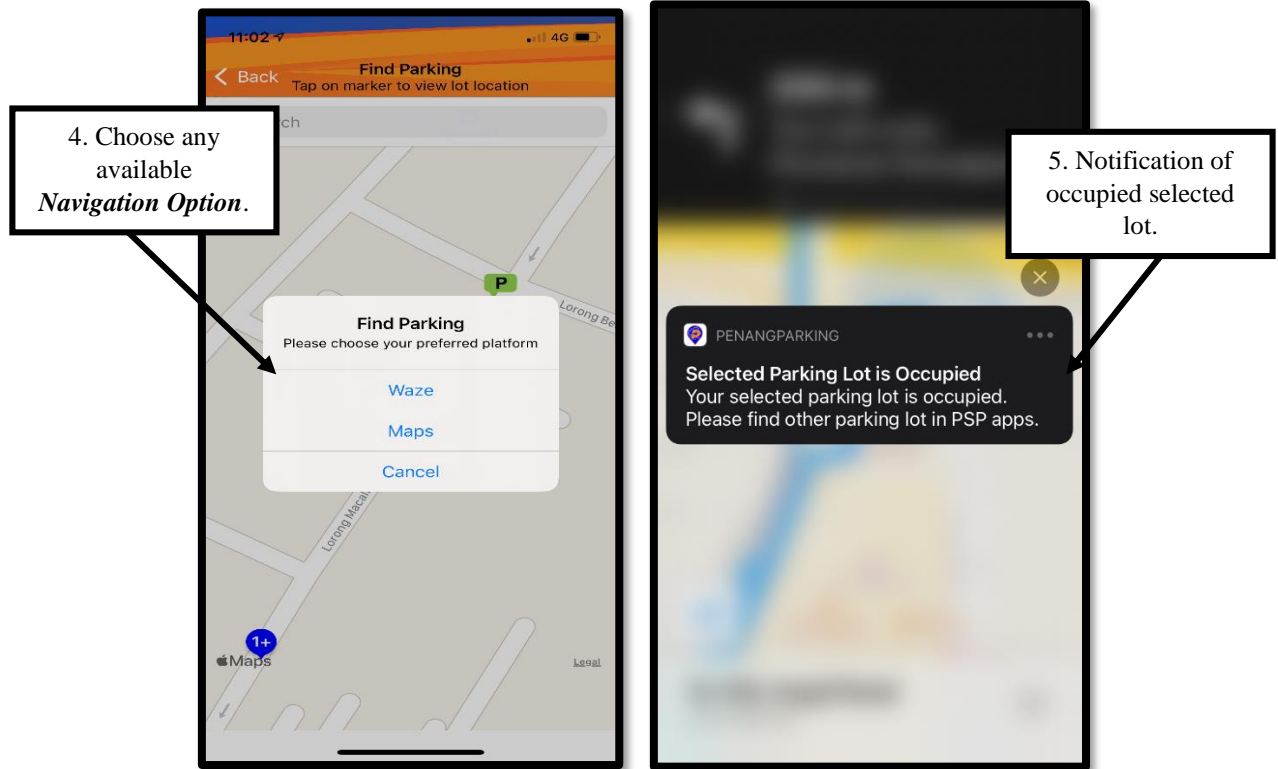 11:02
4G
Back
Find Parking
Tap on marker to view lot location
ch
4. Choose any
available
Navigation Option.
P
Lorong Be
Find Parking
Please choose your preferred platform
Waze
Maps
Cancel
Lorong Macal
1+
Maps
Legal
5. Notification of
occupied selected
lot.
PENANGPARKING
Selected Parking Lot is Occupied
Your selected parking lot is occupied.
Please find other parking lot in PSP apps.